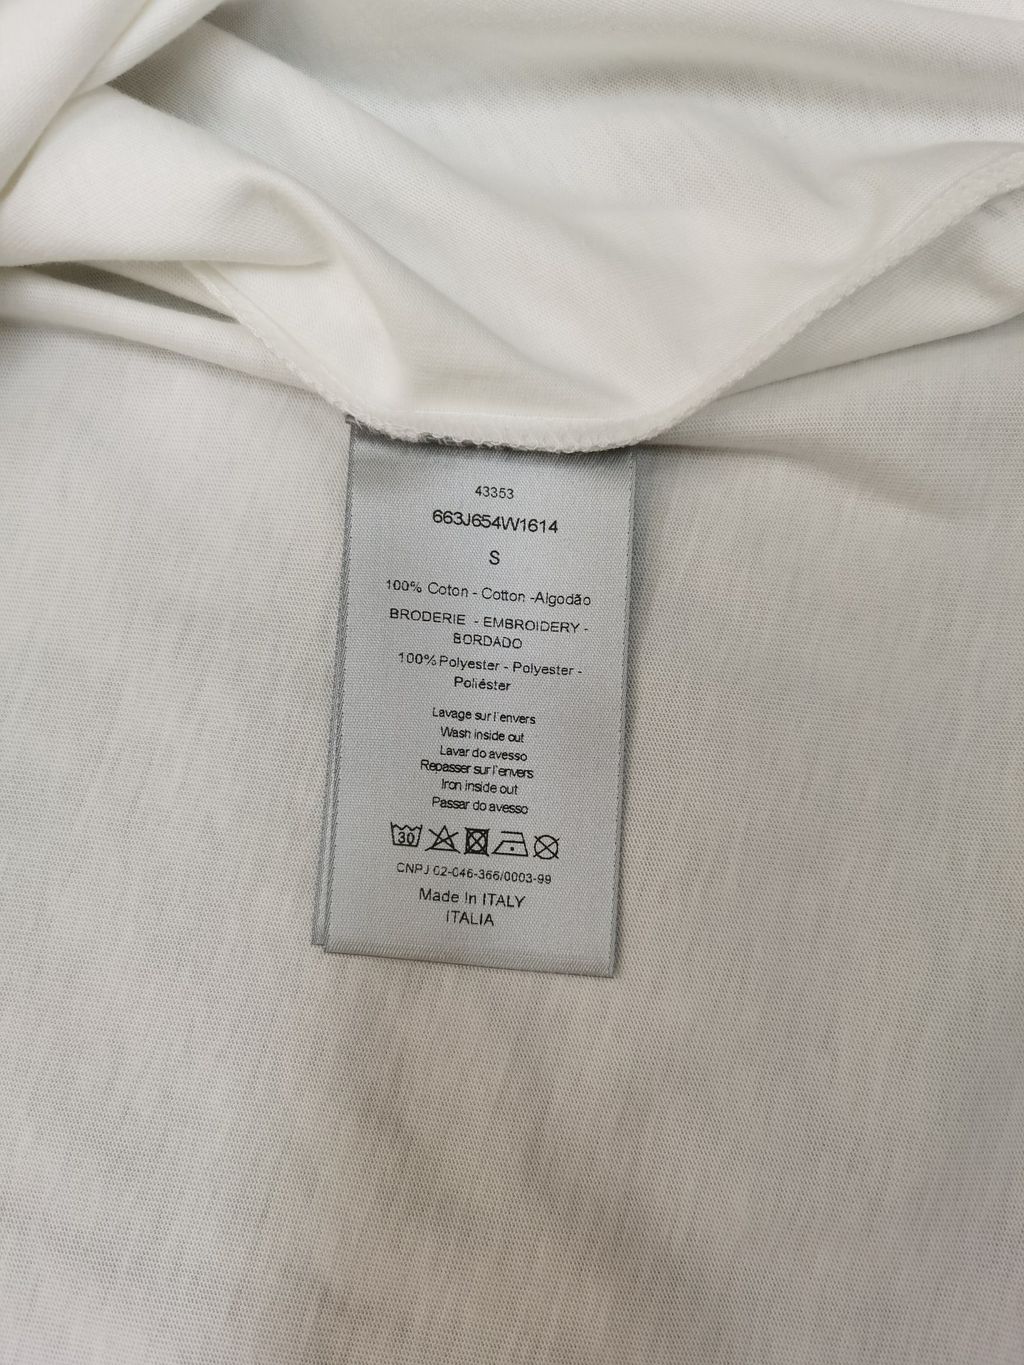 43353
663J654W1614
S
100% Coton - Cotton -Algodão
BRODERIE - EMBROIDERY -
BORDADO
100% Polyester - Polyester -
Poliéster
Lavage sur l'envers
Wash inside out
Lavar do avesso
Repasser sur l'envers
Iron inside out
Passar do avesso
30
CNPJ 02-046-366/0003-99
Made In ITALY
ITALIA